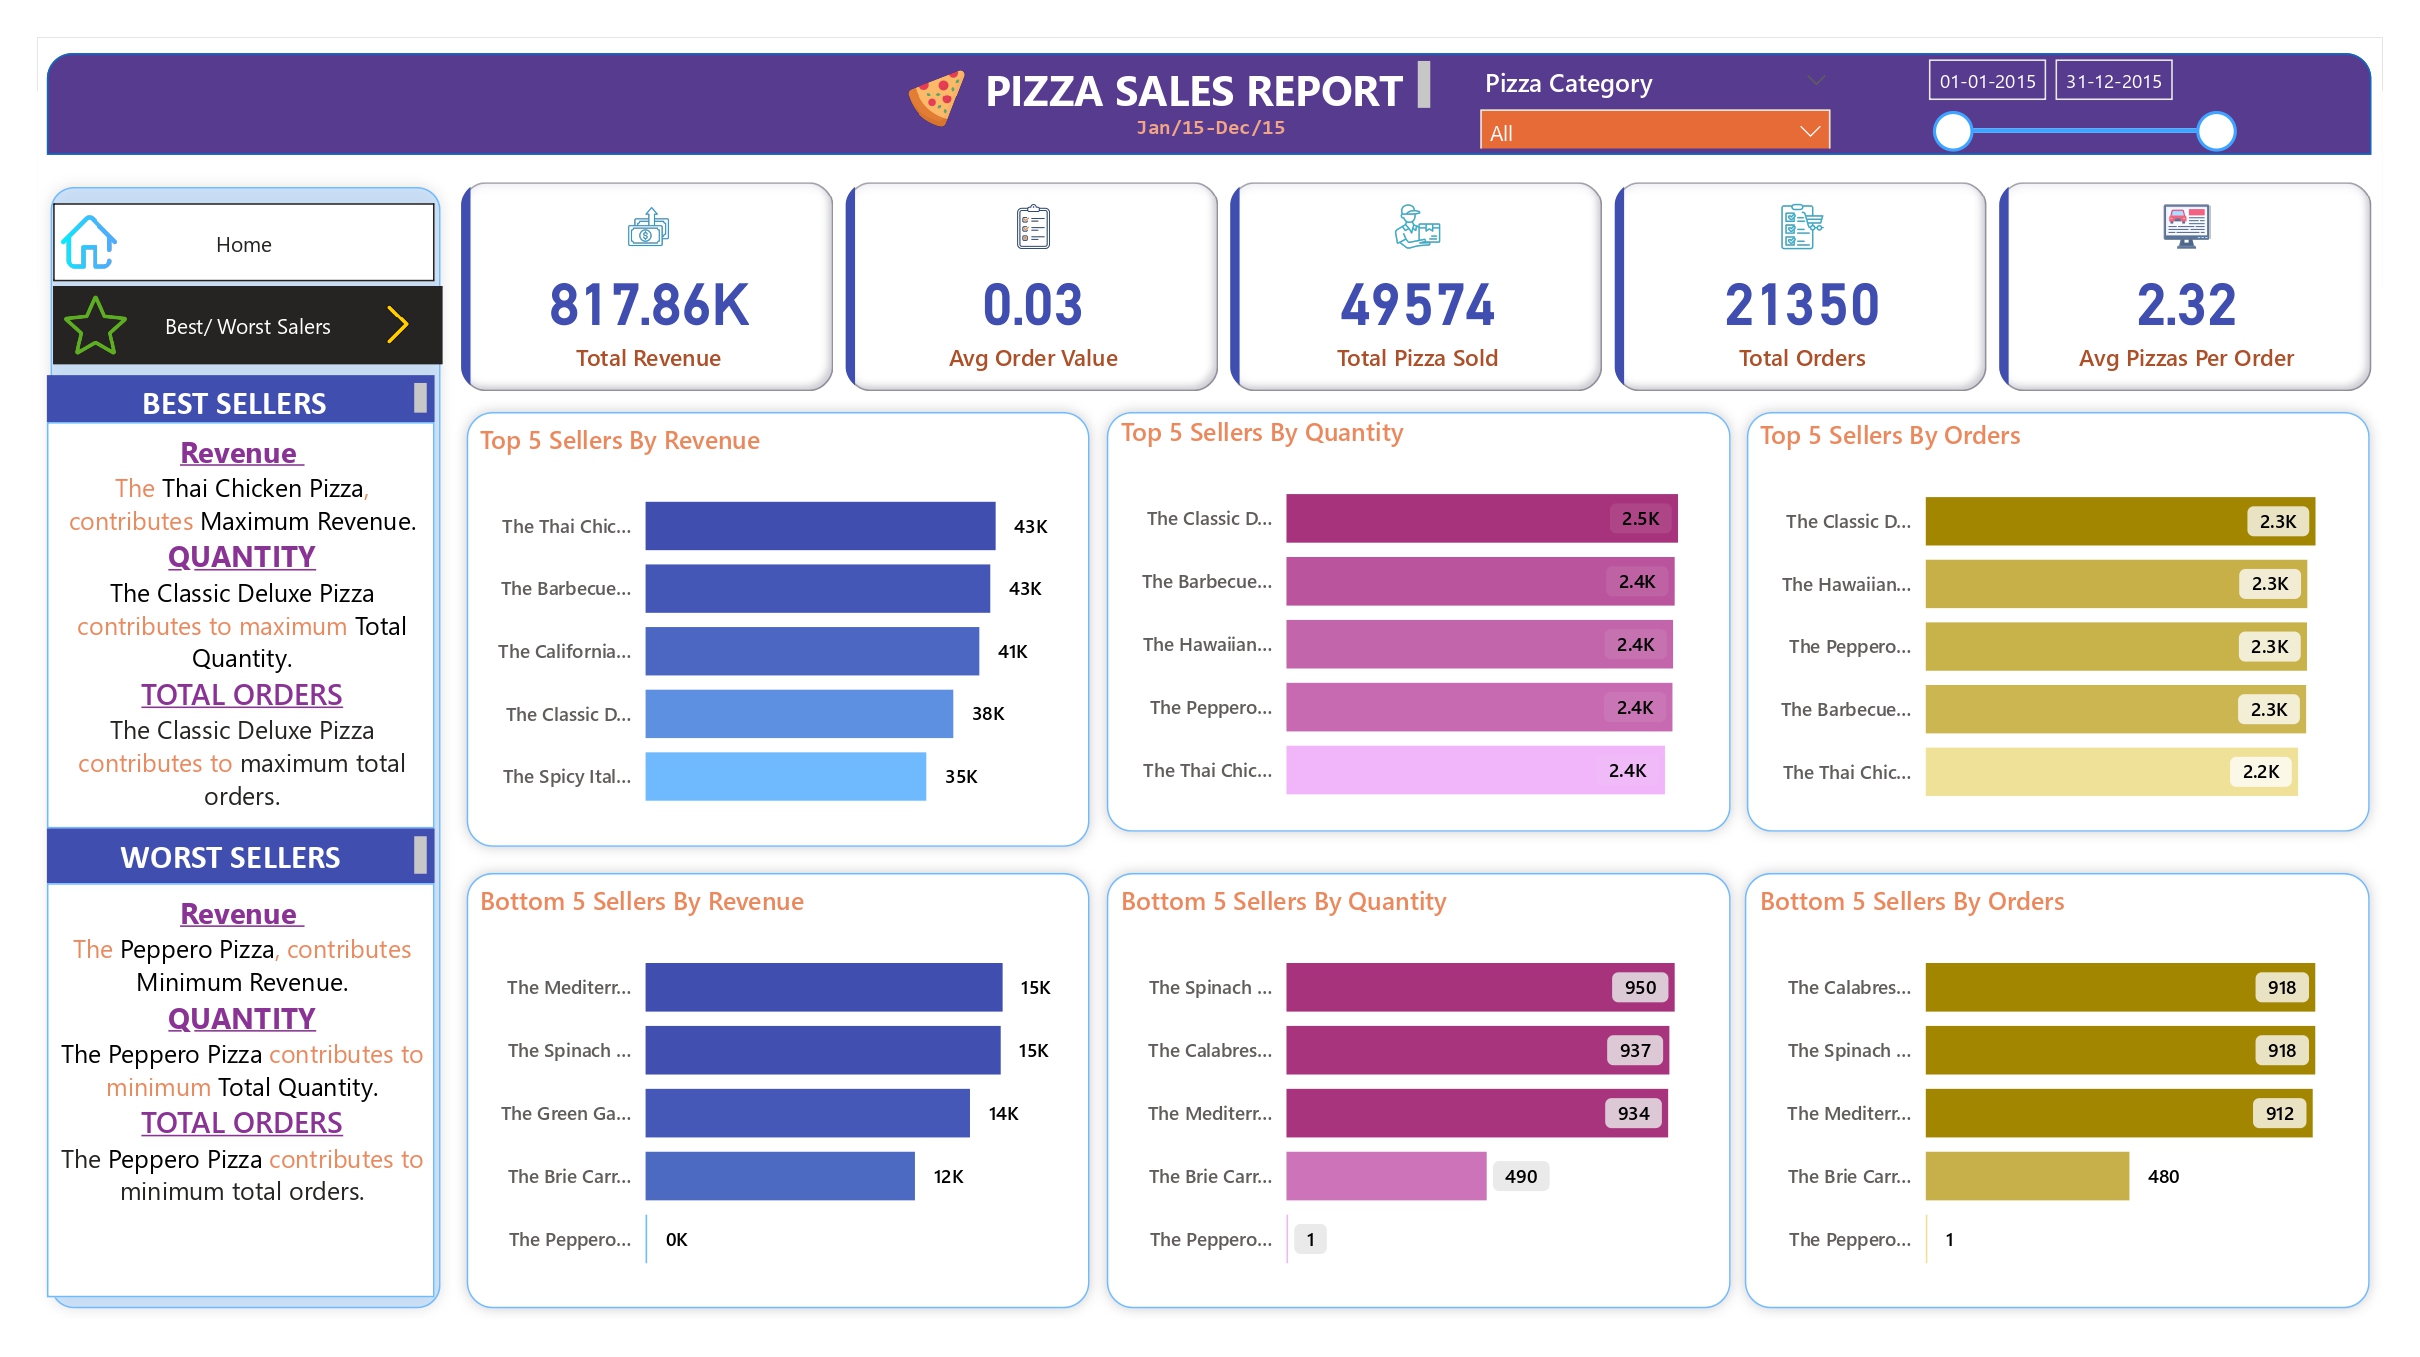 PIZZA SALES REPORT
Jan/15-Dec/15
Pizza Category
All
01-01-2015 31-12-2015
Home
Best/ Worst Salers
BEST SELLERS
Revenue
The Thai Chicken Pizza,
contributes Maximum Revenue.
QUANTITY
The Classic Deluxe Pizza
contributes to maximum Total
Quantity.
TOTAL ORDERS
The Classic Deluxe Pizza
contributes to maximum total
orders.
WORST SELLERS
Revenue
The Peppero Pizza, contributes
Minimum Revenue.
QUANTITY
The Peppero Pizza contributes to
minimum Total Quantity.
TOTAL ORDERS
The Peppero Pizza contributes to
minimum total orders.
817.86K
Total Revenue
0.03
Avg Order Value
49574
Total Pizza Sold
21350
Total Orders
2.32
Avg Pizzas Per Order
Top 5 Sellers By Revenue
The Thai Chic... 43K
The Barbecue... 43K
The California... 41K
The Classic D... 38K
The Spicy Ital... 35K
Top 5 Sellers By Quantity
The Classic D... 2.5K
The Barbecue... 2.4K
The Hawaiian... 2.4K
The Peppero... 2.4K
The Thai Chic... 2.4K
Top 5 Sellers By Orders
The Classic D... 2.3K
The Hawaiian... 2.3K
The Peppero... 2.3K
The Barbecue... 2.3K
The Thai Chic... 2.2K
Bottom 5 Sellers By Revenue
The Mediterr... 15K
The Spinach ... 15K
The Green Ga... 14K
The Brie Carr... 12K
The Peppero... 0K
Bottom 5 Sellers By Quantity
The Spinach ... 950
The Calabres... 937
The Mediterr... 934
The Brie Carr... 490
The Peppero... 1
Bottom 5 Sellers By Orders
The Calabres... 918
The Spinach ... 918
The Mediterr... 912
The Brie Carr... 480
The Peppero... 1